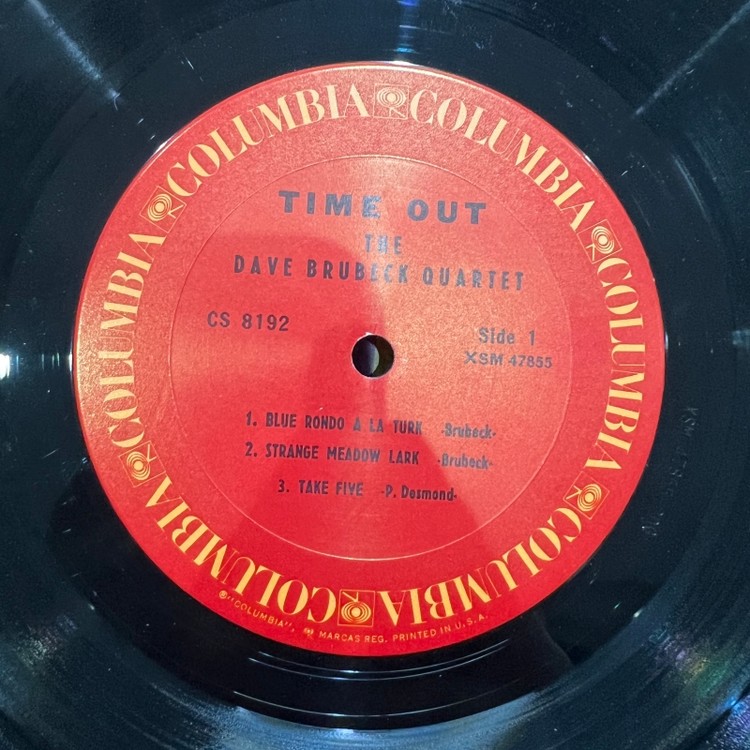 COLUMBIA COLUMBIA COLUMBIA COLUMBIA COLUMBIA COLUMBIA COLUMBIA COLUMBIA
TIME OUT
THE
DAVE BRUBECK QUARTET
CS 8192
Side 1
XSM 47855
1. BLUE RONDO A LA TURK -Brubeck-
2. STRANGE MEADOW LARK -Brubeck-
3. TAKE FIVE -P. Desmond-
®"COLUMBIA", MARCAS REG. PRINTED IN U.S.A.